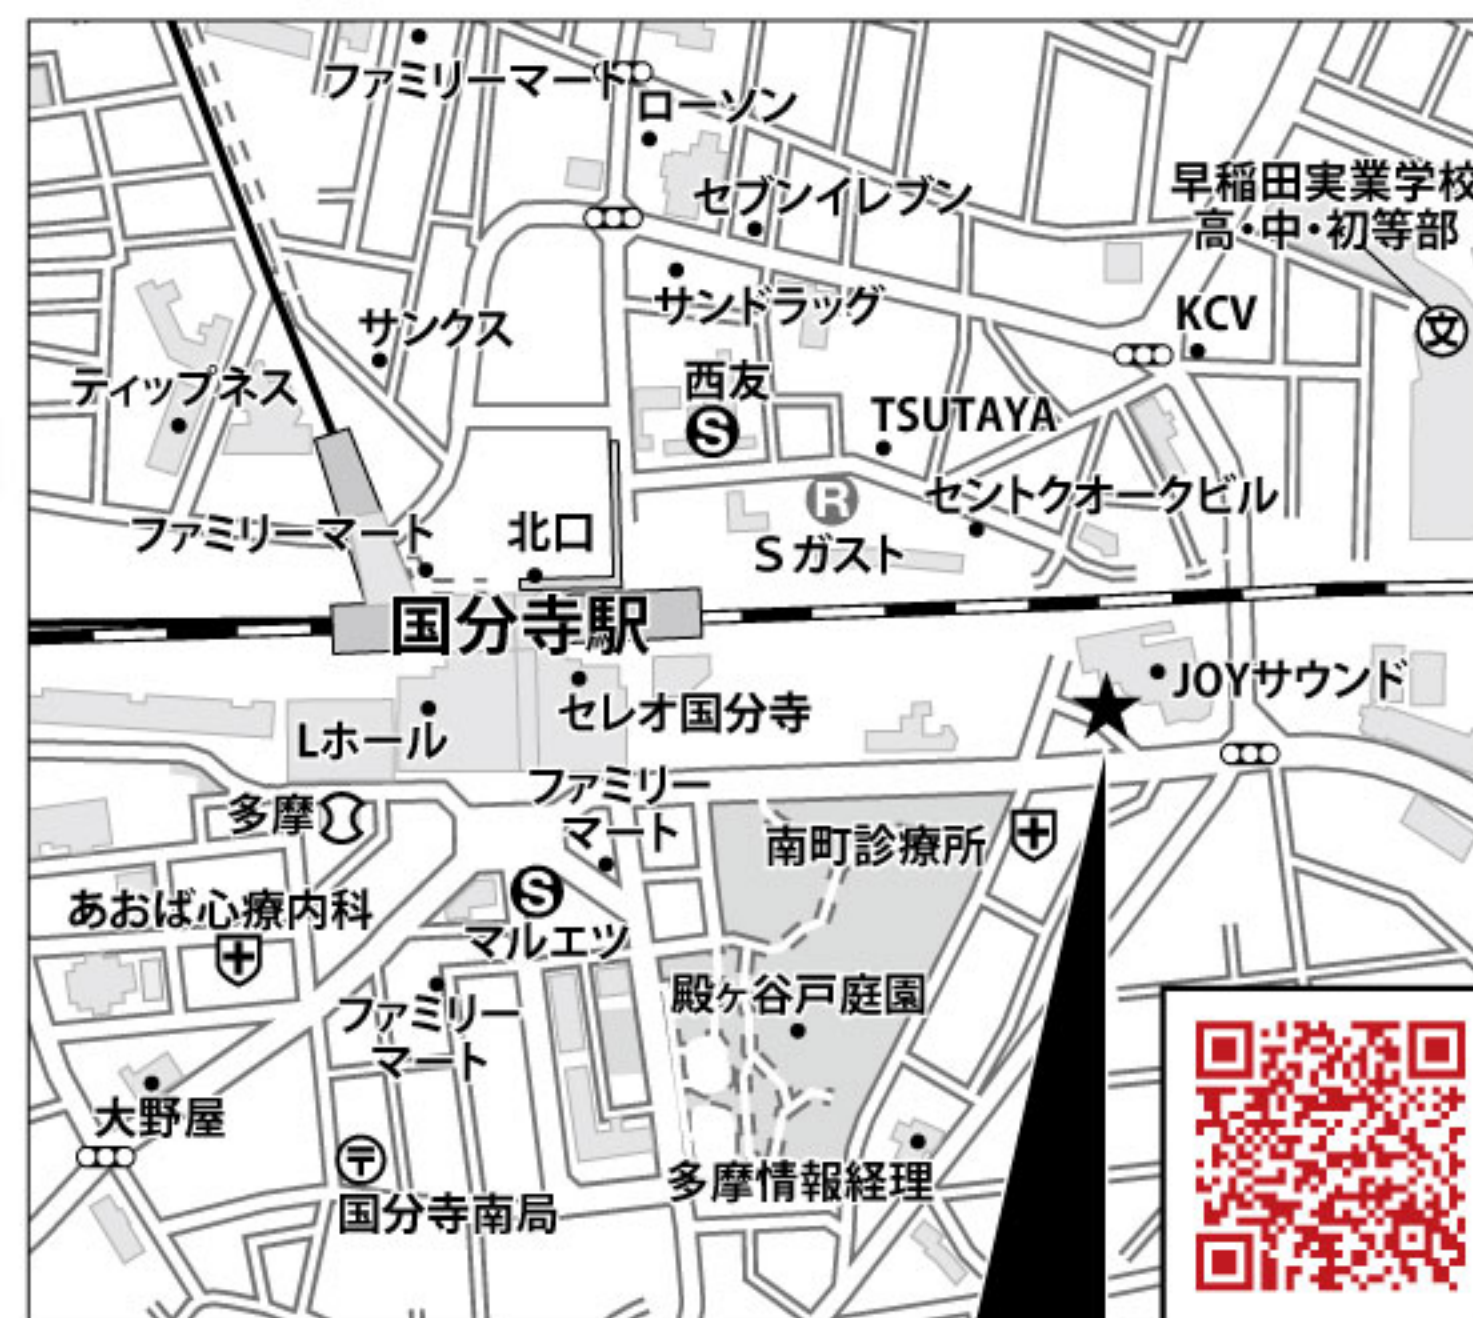 ファミリーマート
ローソン
セブンイレブン
早稲田実業学校
高・中・初等部
文
サンドラッグ
KCV
サンクス
ティップネス
西友
S
TSUTAYA
R
セントクオークビル
ファミリーマート
北口
Sガスト
国分寺駅
JOYサウンド
セレオ国分寺
Lホール
ファミリー
マート
多摩
南町診療所
あおば心療内科
S
マルエツ
殿ヶ谷戸庭園
ファミリー
マート
大野屋
〒
多摩情報経理
国分寺南局